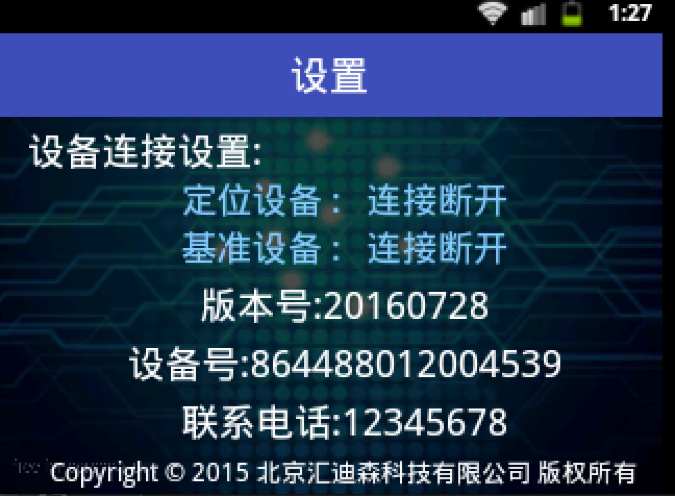 1:27
设置
设备连接设置:
定位设备： 连接断开
基准设备： 连接断开
版本号:20160728
设备号:864488012004539
联系电话:12345678
Copyright © 2015 北京汇迪森科技有限公司 版权所有